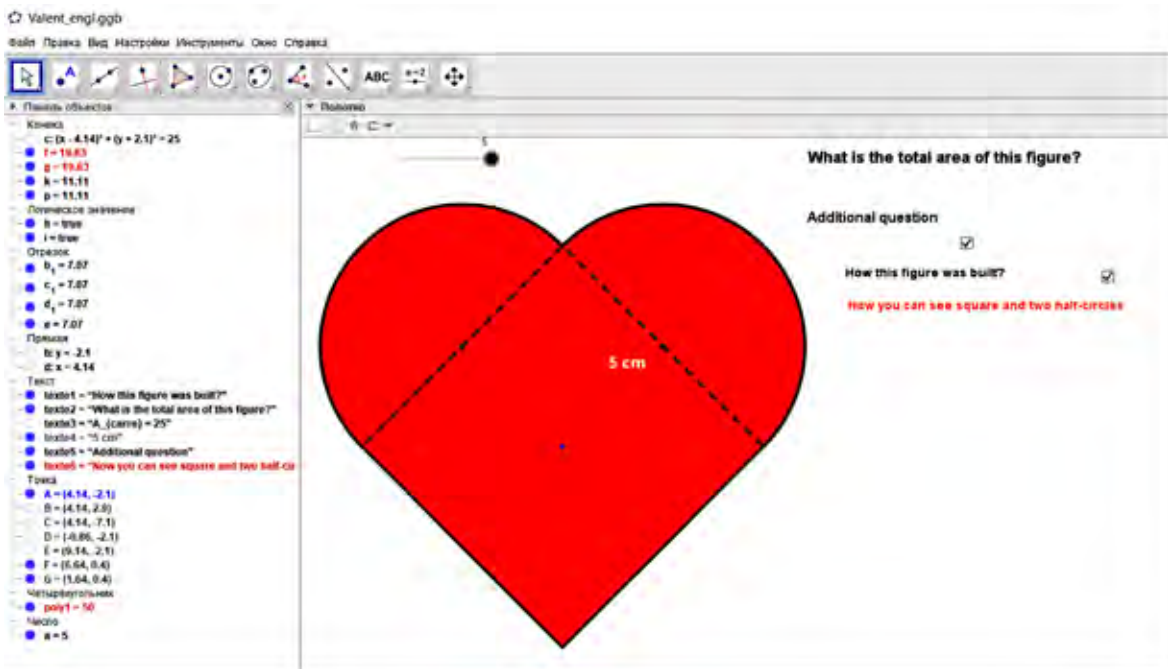 Valent_engl.ggb
Файл Правка Вид Настройки Инструменты Окно Справка
ABC
a=2
Панель объектов
Полотно
Коника
c: (x - 4.14)² + (y + 2.1)² = 25
f = 19.63
g = 19.63
k = 11.11
p = 11.11
Логическое значение
h = true
i = true
Отрезок
b₁ = 7.07
c₁ = 7.07
d₁ = 7.07
e = 7.07
Прямая
b: y = -2.1
d: x = 4.14
Текст
texte1 = "How this figure was built?"
texte2 = "What is the total area of this figure?"
texte3 = "A_{carre} = 25"
texte4 = "5 cm"
texte5 = "Additional question"
texte6 = "Now you can see square and two half-ci
Точка
A = (4.14, -2.1)
B = (4.14, 2.9)
C = (4.14, -7.1)
D = (-0.86, -2.1)
E = (9.14, -2.1)
F = (6.64, 0.4)
G = (1.64, 0.4)
Четырёхугольник
poly1 = 50
Число
a = 5
5
5 cm
What is the total area of this figure?
Additional question
How this figure was built?
Now you can see square and two half-circles